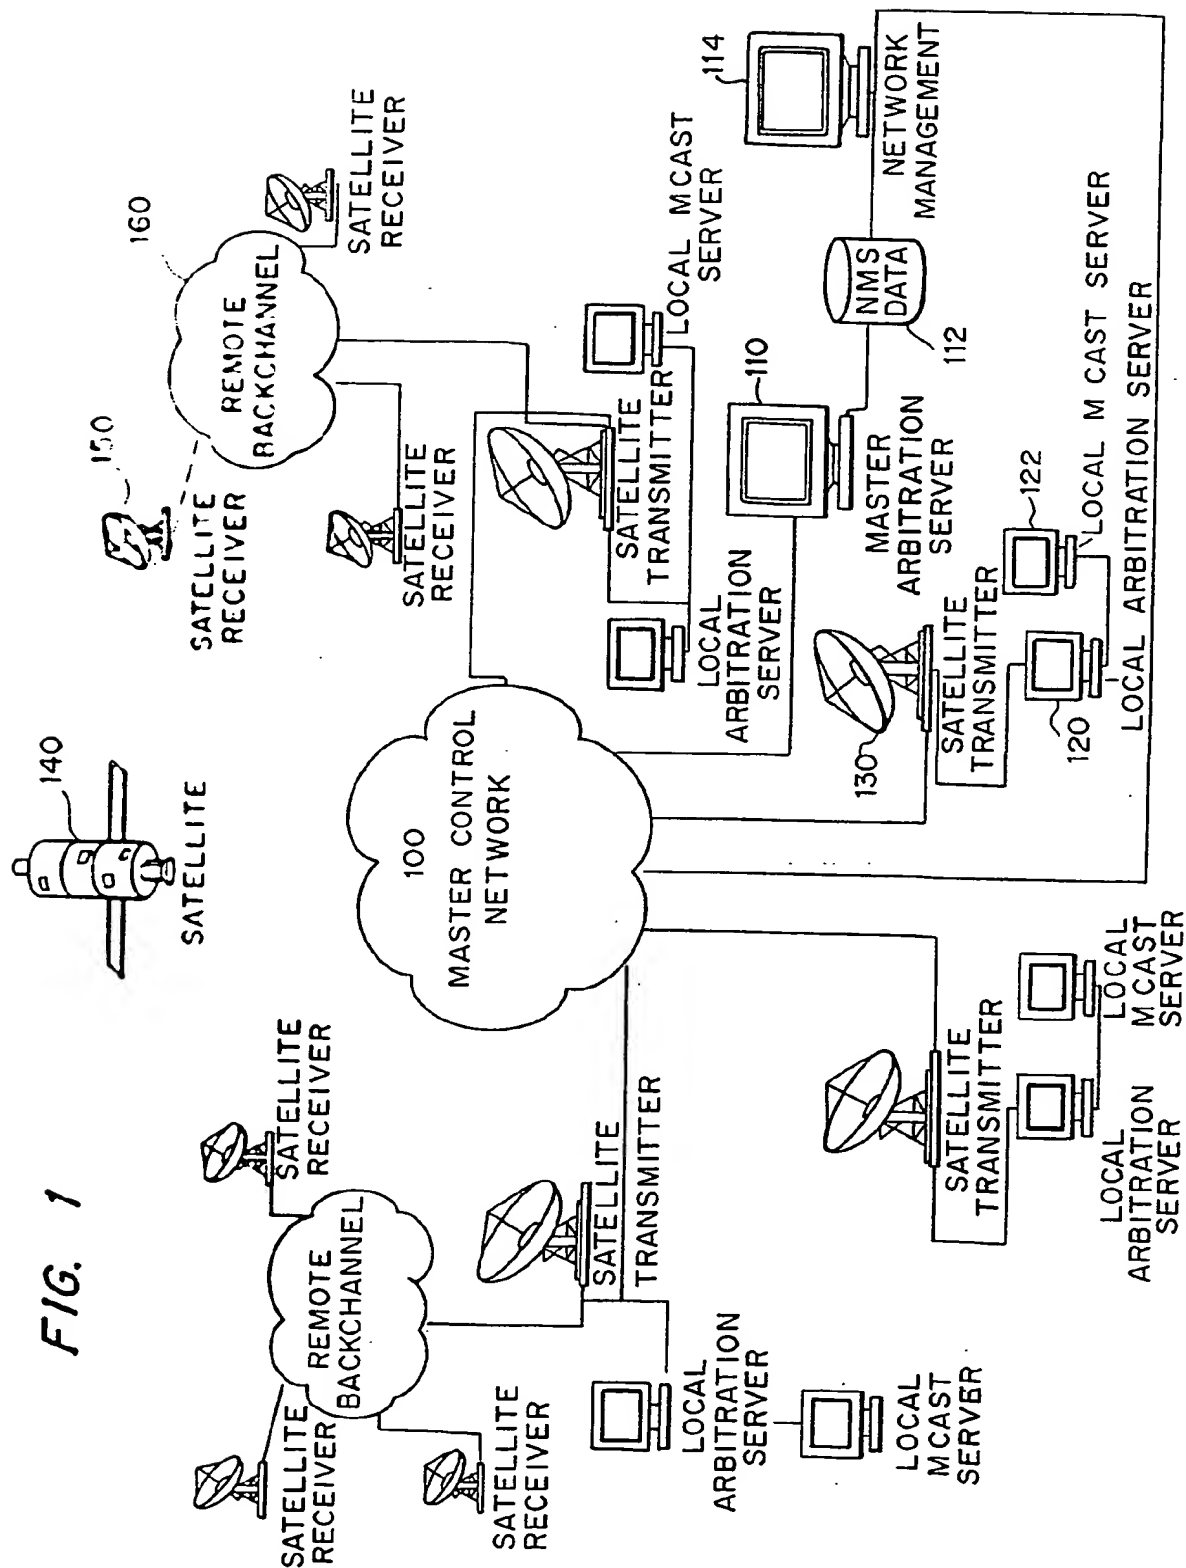 FIG. 1
140
SATELLITE
150
SATELLITE
RECEIVER
160
REMOTE
BACKCHANNEL
SATELLITE
RECEIVER
SATELLITE
RECEIVER
SATELLITE
RECEIVER
REMOTE
BACKCHANNEL
SATELLITE
RECEIVER
SATELLITE
RECEIVER
SATELLITE
TRANSMITTER
100
MASTER CONTROL
NETWORK
SATELLITE
TRANSMITTER
LOCAL M CAST
SERVER
LOCAL
ARBITRATION
SERVER
LOCAL
ARBITRATION
SERVER
LOCAL
MCAST
SERVER
110
MASTER
ARBITRATION
SERVER
NMS
DATA
112
114
NETWORK
MANAGEMENT
130
SATELLITE
TRANSMITTER
120
LOCAL ARBITRATION SERVER
122
LOCAL M CAST SERVER
SATELLITE
TRANSMITTER
LOCAL
ARBITRATION
SERVER
LOCAL
M CAST
SERVER